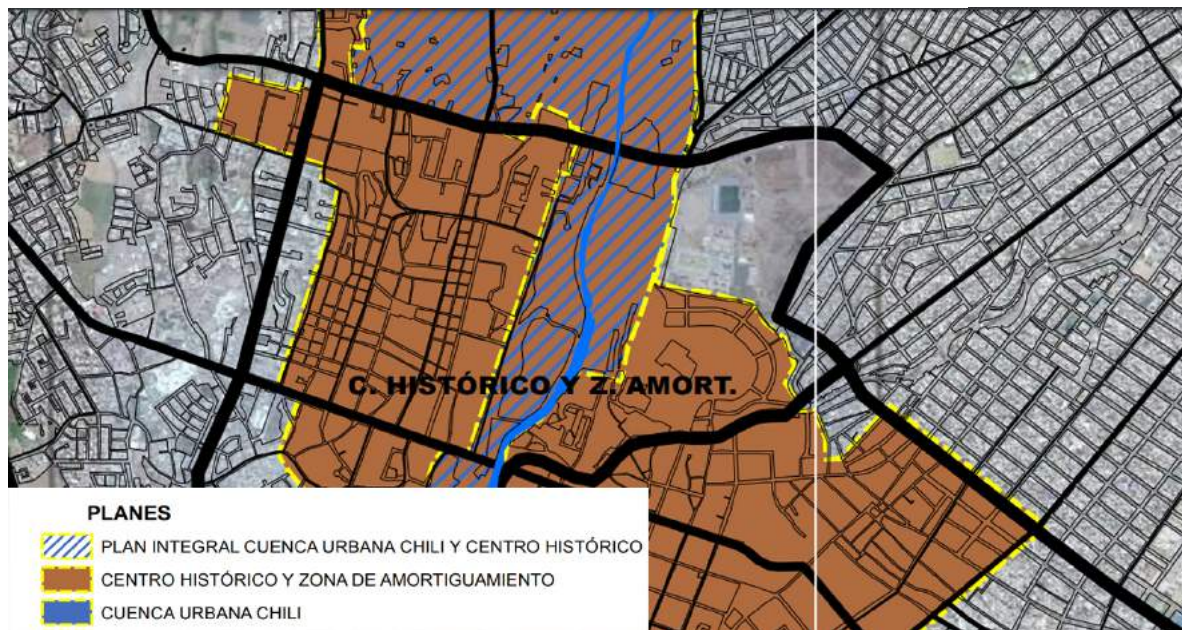 C. HISTÓRICO Y Z. AMORT.
PLANES
PLAN INTEGRAL CUENCA URBANA CHILI Y CENTRO HISTÓRICO
CENTRO HISTÓRICO Y ZONA DE AMORTIGUAMIENTO
CUENCA URBANA CHILI